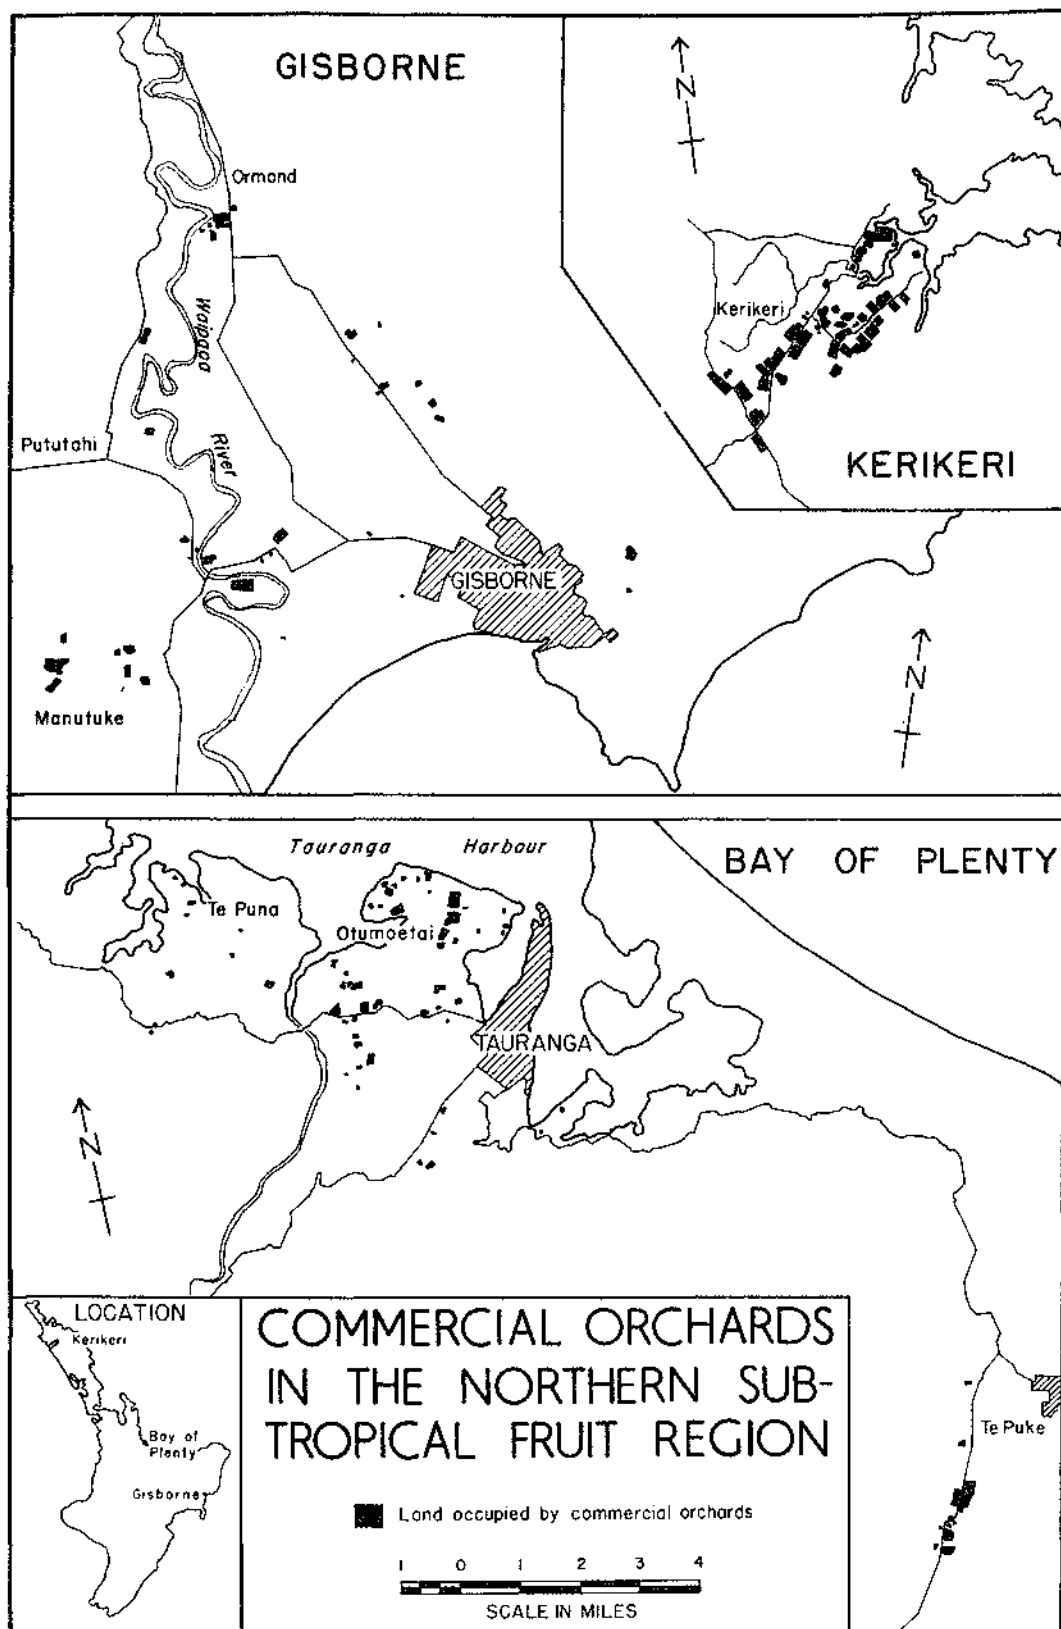 GISBORNE
N
Ormond
Waipaoa
River
Kerikeri
Pututahi
KERIKERI
GISBORNE
N
Manutuke
Tauranga Harbour
BAY OF PLENTY
Te Puna
Otumoetai
TAURANGA
N
LOCATION
Kerikeri
Bay of
Plenty
Gisborne
COMMERCIAL ORCHARDS
IN THE NORTHERN SUB-
TROPICAL FRUIT REGION
Te Puke
Land occupied by commercial orchards
1 0 1 2 3 4
SCALE IN MILES